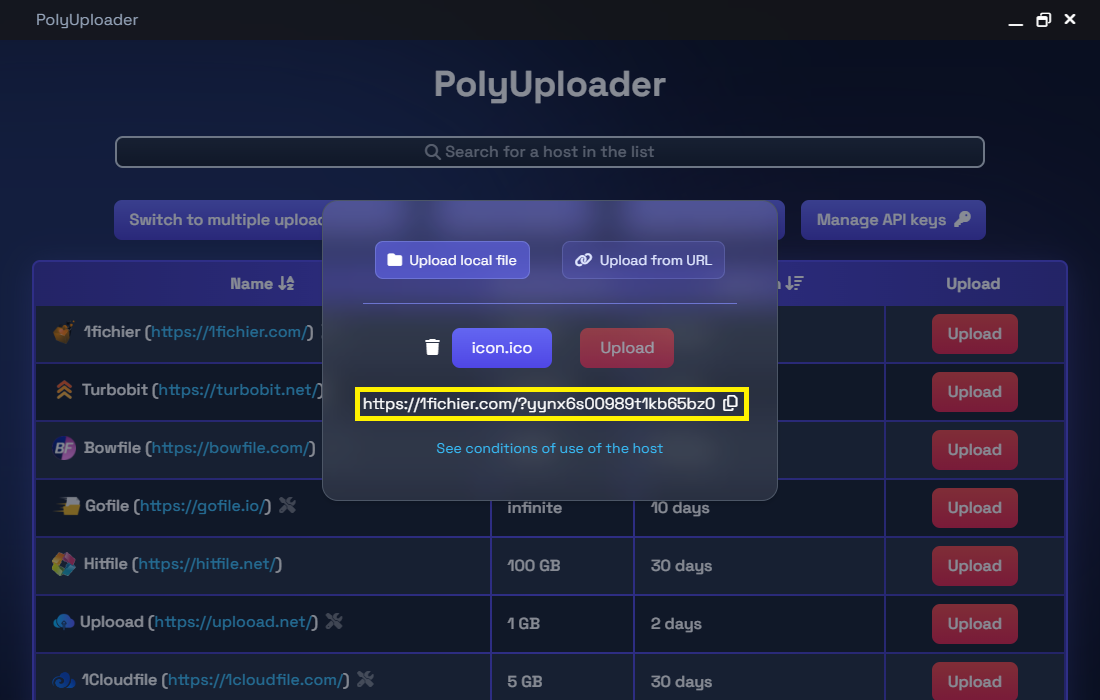 PolyUploader
PolyUploader
Search for a host in the list
Switch to multiple upload
Manage API keys
Upload local file
Upload from URL
Name
Upload
icon.ico
Upload
https://1fichier.com/?yynx6s00989t1kb65bz0
See conditions of use of the host
1fichier (https://1fichier.com/)
Upload
Turbobit (https://turbobit.net/)
Upload
BF Bowfile (https://bowfile.com/)
Upload
Gofile (https://gofile.io/)
infinite
10 days
Upload
Hitfile (https://hitfile.net/)
100 GB
30 days
Upload
Uplooad (https://uplooad.net/)
1 GB
2 days
Upload
1Cloudfile (https://1cloudfile.com/)
5 GB
30 days
Upload